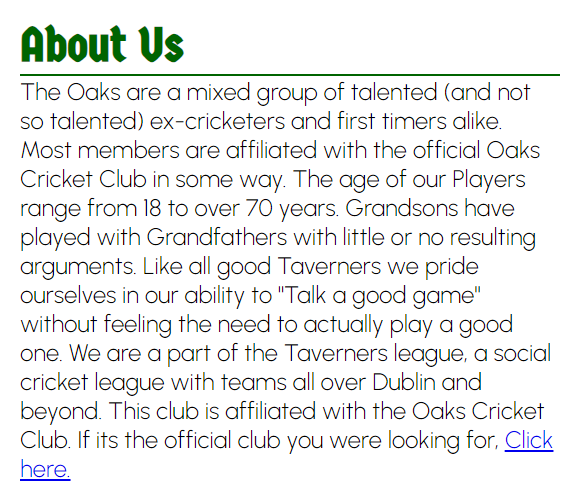 About Us
The Oaks are a mixed group of talented (and not
so talented) ex-cricketers and first timers alike.
Most members are affiliated with the official Oaks
Cricket Club in some way. The age of our Players
range from 18 to over 70 years. Grandsons have
played with Grandfathers with little or no resulting
arguments. Like all good Taverners we pride
ourselves in our ability to "Talk a good game"
without feeling the need to actually play a good
one. We are a part of the Taverners league, a social
cricket league with teams all over Dublin and
beyond. This club is affiliated with the Oaks Cricket
Club. If its the official club you were looking for, Click
here.